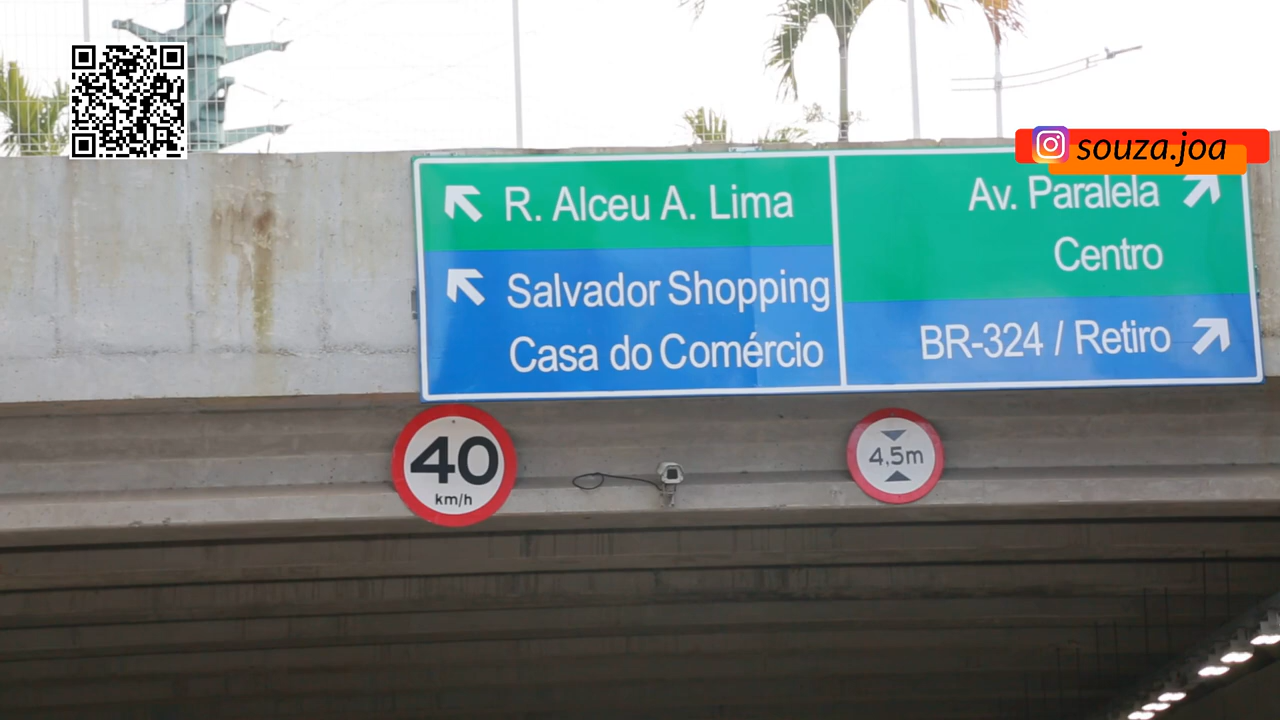 souza.joa
R. Alceu A. Lima
Salvador Shopping
Casa do Comércio
Av. Paralela
Centro
BR-324 / Retiro
40
km/h
4,5m